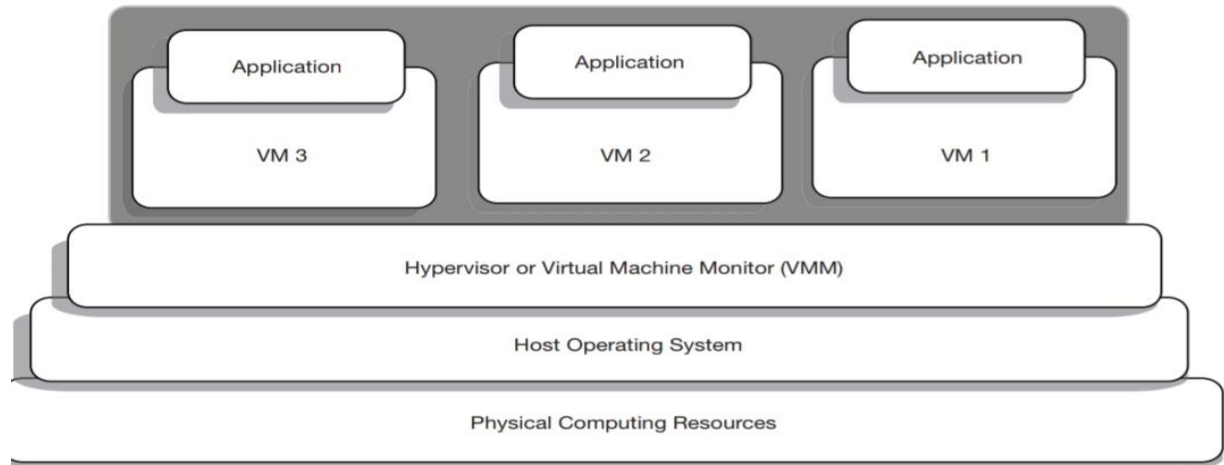 Application
Application
Application
VM 3
VM 2
VM 1
Hypervisor or Virtual Machine Monitor (VMM)
Host Operating System
Physical Computing Resources